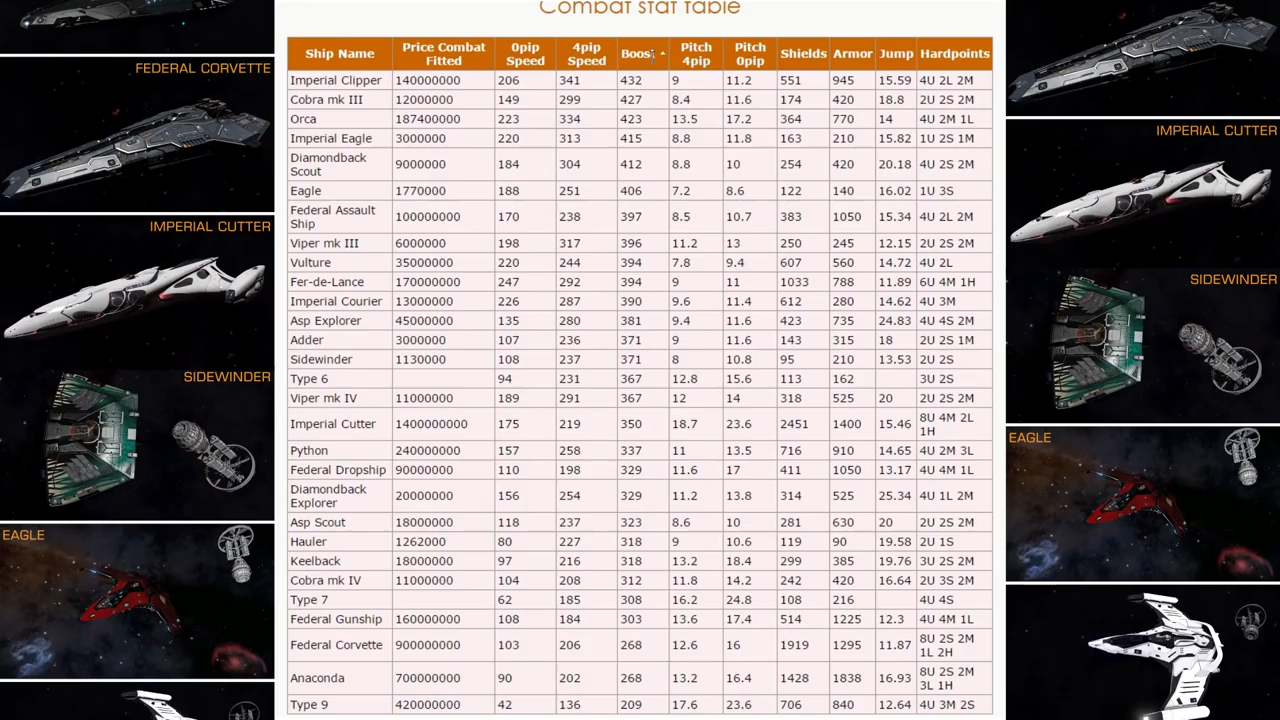 Combat stat table
FEDERAL CORVETTE
IMPERIAL CUTTER
SIDEWINDER
EAGLE
Ship Name Price Combat Fitted 0pip Speed 4pip Speed Boost Pitch 4pip Pitch 0pip Shields Armor Jump Hardpoints
Imperial Clipper 140000000 206 341 432 9 11.2 551 945 15.59 4U 2L 2M
Cobra mk III 12000000 149 299 427 8.4 11.6 174 420 18.8 2U 2S 2M
Orca 187400000 223 334 423 13.5 17.2 364 770 14 4U 2M 1L
Imperial Eagle 3000000 220 313 415 8.8 11.8 163 210 15.82 1U 2S 1M
Diamondback Scout 9000000 184 304 412 8.8 10 254 420 20.18 4U 2S 2M
Eagle 1770000 188 251 406 7.2 8.6 122 140 16.02 1U 3S
Federal Assault Ship 100000000 170 238 397 8.5 10.7 383 1050 15.34 4U 2L 2M
Viper mk III 6000000 198 317 396 11.2 13 250 245 12.15 2U 2S 2M
Vulture 35000000 220 244 394 7.8 9.4 607 560 14.72 4U 2L
Fer-de-Lance 170000000 247 292 394 9 11 1033 788 11.89 6U 4M 1H
Imperial Courier 13000000 226 287 390 9.6 11.4 612 280 14.62 4U 3M
Asp Explorer 45000000 135 280 381 9.4 11.6 423 735 24.83 4U 4S 2M
Adder 3000000 107 236 371 9 11.6 143 315 18 2U 2S 1M
Sidewinder 1130000 108 237 371 8 10.8 95 210 13.53 2U 2S
Type 6 94 231 367 12.8 15.6 113 162 3U 2S
Viper mk IV 11000000 189 291 367 12 14 318 525 20 2U 2S 2M
Imperial Cutter 1400000000 175 219 350 18.7 23.6 2451 1400 15.46 8U 4M 2L 1H
Python 240000000 157 258 337 11 13.5 716 910 14.65 4U 2M 3L
Federal Dropship 90000000 110 198 329 11.6 17 411 1050 13.17 4U 4M 1L
Diamondback Explorer 20000000 156 254 329 11.2 13.8 314 525 25.34 4U 1L 2M
Asp Scout 18000000 118 237 323 8.6 10 281 630 20 2U 2S 2M
Hauler 1262000 80 227 318 9 10.6 119 90 19.58 2U 1S
Keelback 18000000 97 216 318 13.2 18.4 290 385 19.76 3U 2S 2M
Cobra mk IV 11000000 104 208 312 11.8 14.2 242 420 16.64 2U 3S 2M
Type 7 62 185 308 16.2 24.8 108 216 4U 4S
Federal Gunship 160000000 108 184 303 13.6 17.4 514 1225 12.3 4U 4M 1L
Federal Corvette 900000000 103 206 268 12.6 16 1919 1295 11.87 8U 2S 2M 1L 2H
Anaconda 700000000 90 202 268 13.2 16.4 1428 1838 16.93 8U 2S 2M 3L 1H
Type 9 420000000 42 136 209 17.6 23.6 706 840 12.64 4U 3M 2S
IMPERIAL CUTTER
SIDEWINDER
EAGLE